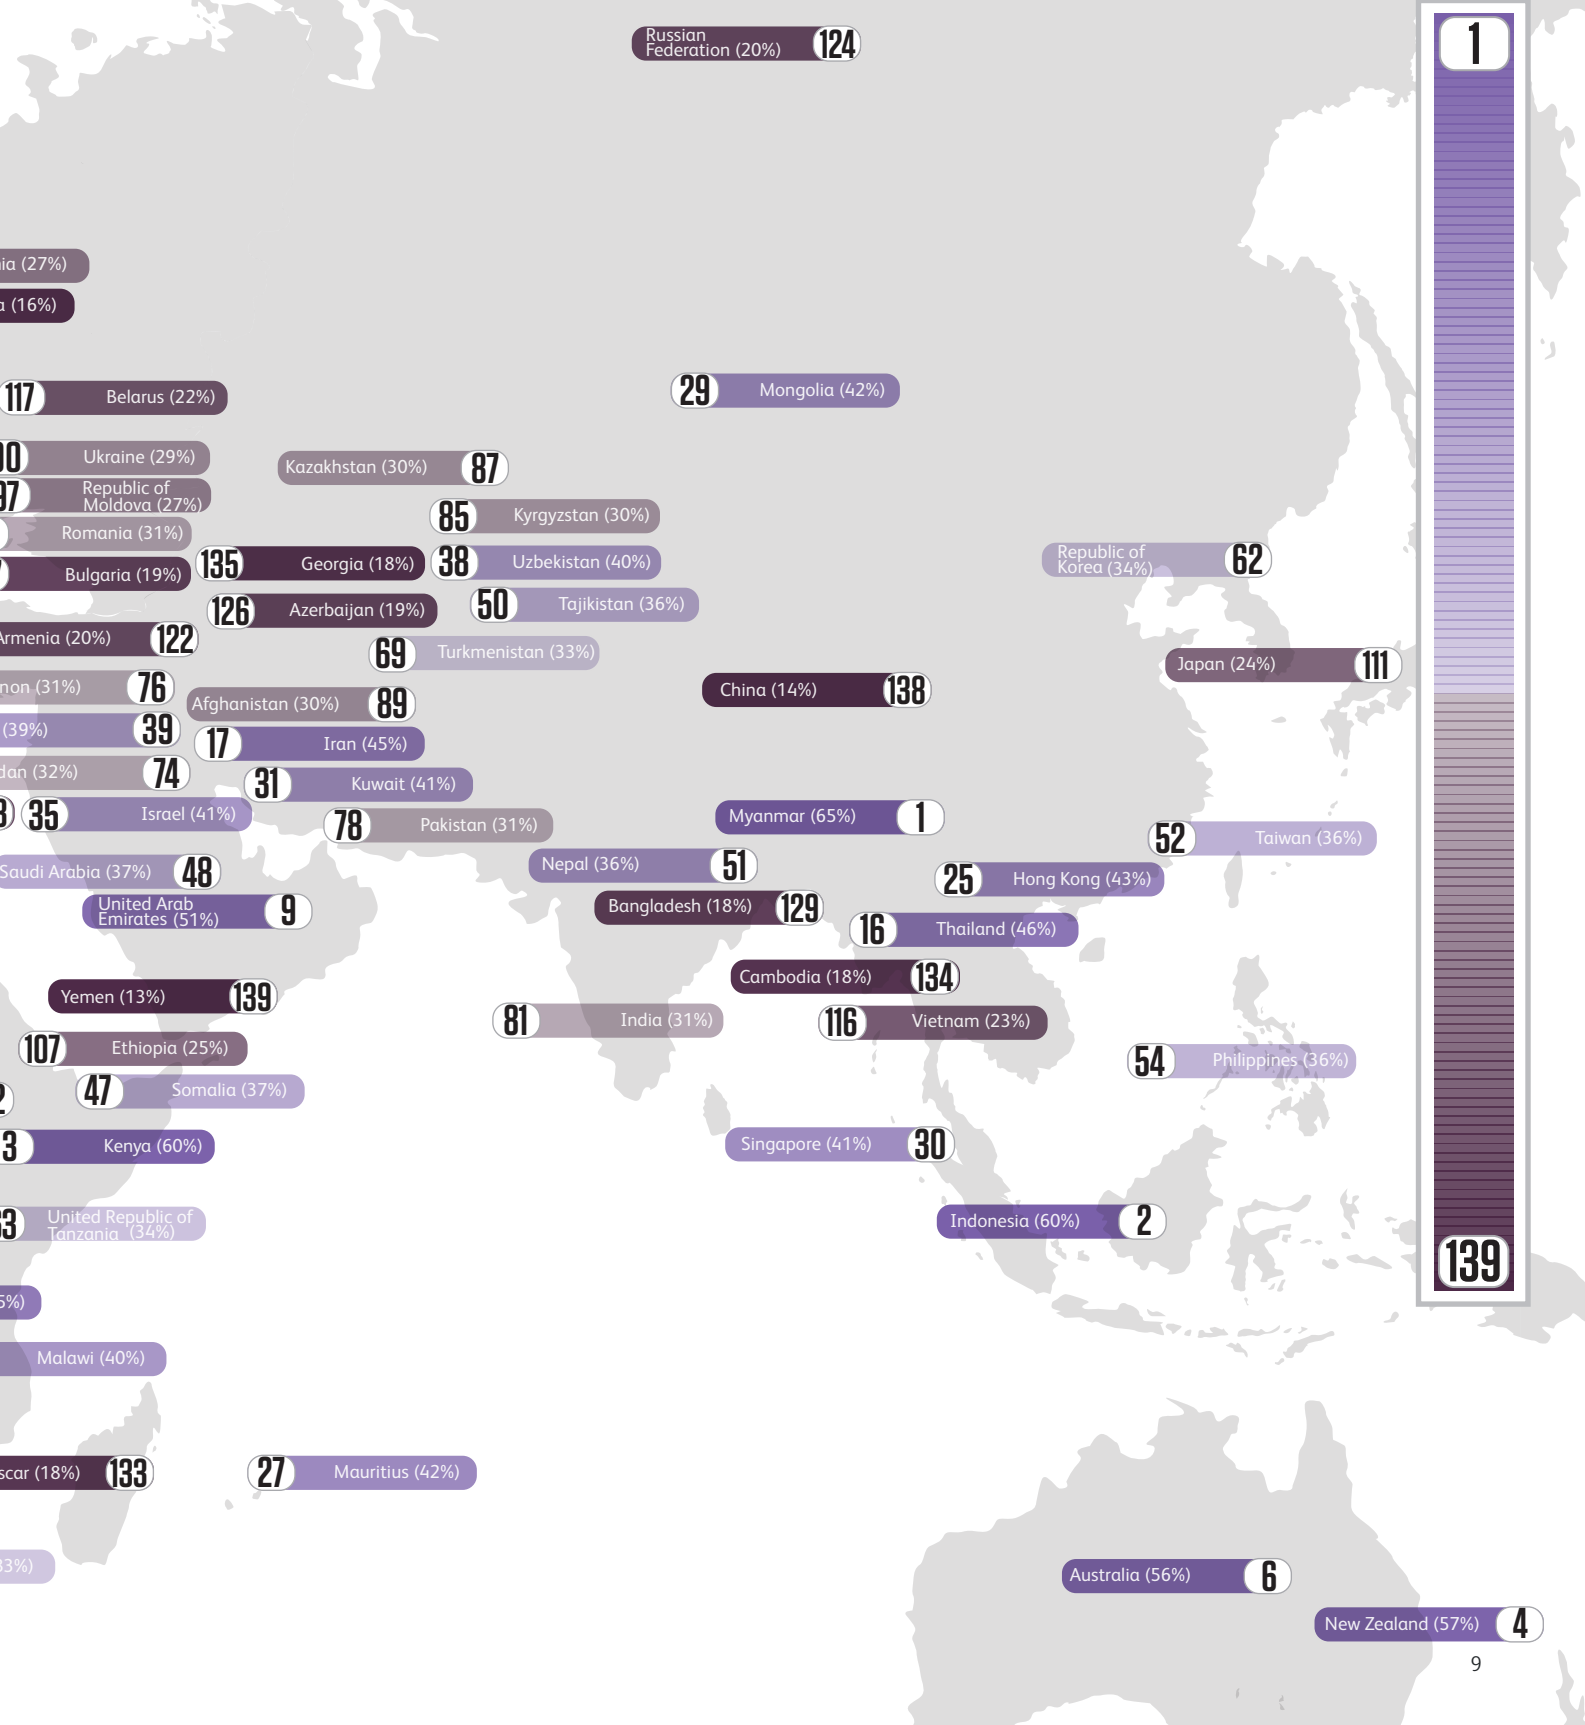 Russian
Federation (20%) 124
1
(27%)
(16%)
117 Belarus (22%)
29 Mongolia (42%)
Ukraine (29%)
Kazakhstan (30%) 87
Republic of
Moldova (27%)
85 Kyrgyzstan (30%)
Romania (31%)
135 Georgia (18%)
38 Uzbekistan (40%)
Republic of
Korea (34%) 62
Bulgaria (19%)
126 Azerbaijan (19%)
50 Tajikistan (36%)
Armenia (20%) 122
69 Turkmenistan (33%)
Japan (24%) 111
(31%) 76
Afghanistan (30%) 89
China (14%) 138
(39%) 39
17 Iran (45%)
(32%) 74
31 Kuwait (41%)
35 Israel (41%)
78 Pakistan (31%)
Myanmar (65%) 1
52 Taiwan (36%)
Saudi Arabia (37%) 48
Nepal (36%) 51
25 Hong Kong (43%)
United Arab
Emirates (51%) 9
Bangladesh (18%) 129
16 Thailand (46%)
Yemen (13%) 139
Cambodia (18%) 134
81 India (31%)
116 Vietnam (23%)
107 Ethiopia (25%)
54 Philippines (36%)
47 Somalia (37%)
3 Kenya (60%)
Singapore (41%) 30
United Republic of
Tanzania (34%)
Indonesia (60%) 2
139
Malawi (40%)
(18%) 133
27 Mauritius (42%)
Australia (56%) 6
New Zealand (57%) 4
9